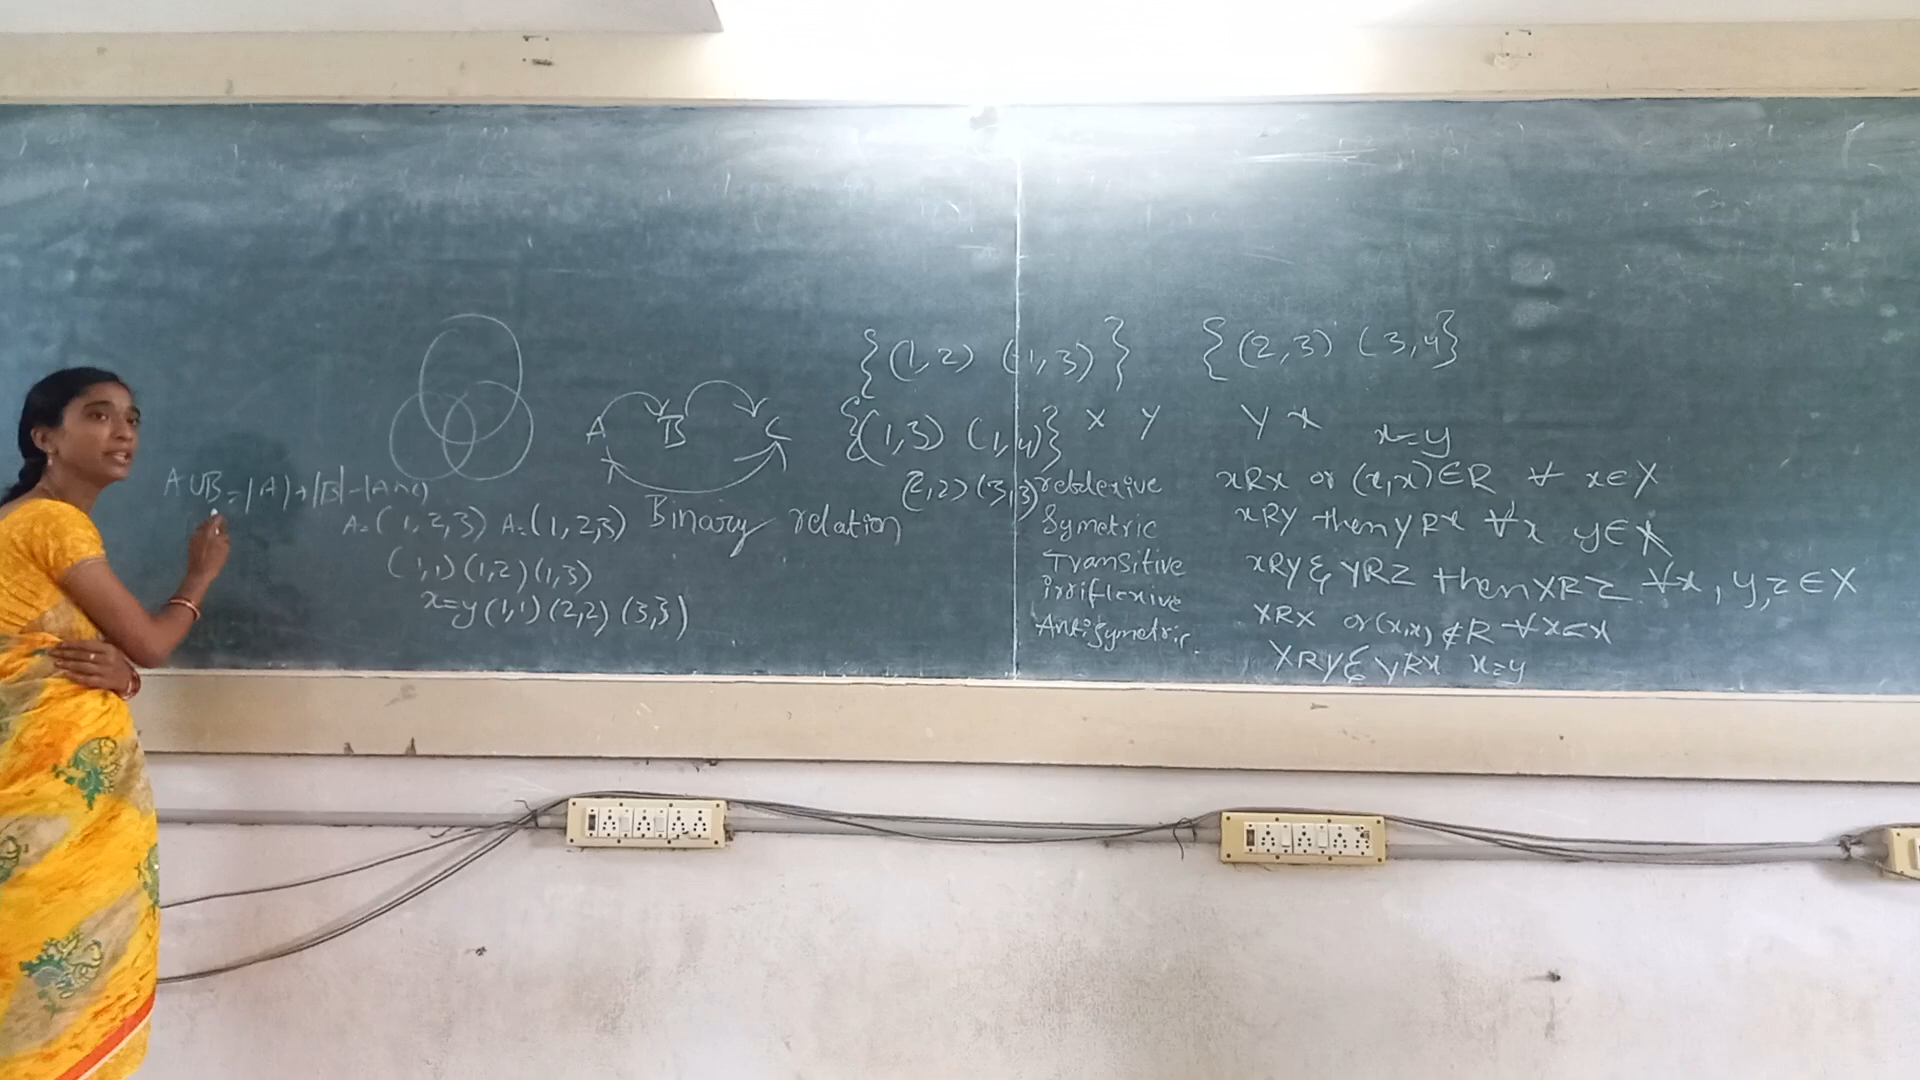 {(1,2) (1,3)} {(2,3) (3,4}
A B C {(1,3) (1,4)} X Y Y x x=y
AUB=|A|+|B|-|A∩
A=(1,2,3) A=(1,2,3) Binary relation
(1,1)(1,2)(1,3)
x=y(1,1)(2,2)(3,3)
(2,2)(3,3) xRx or (x,x)∈R ∀ x∈X
Symetric xRy then yRx ∀x y∈X
Transitive xRy & YRZ then XRZ ∀x, y,z∈X
irriflexive XRX or(x,x)∉R ∀x∈x
Antisymetric. XRy & yRx x=y